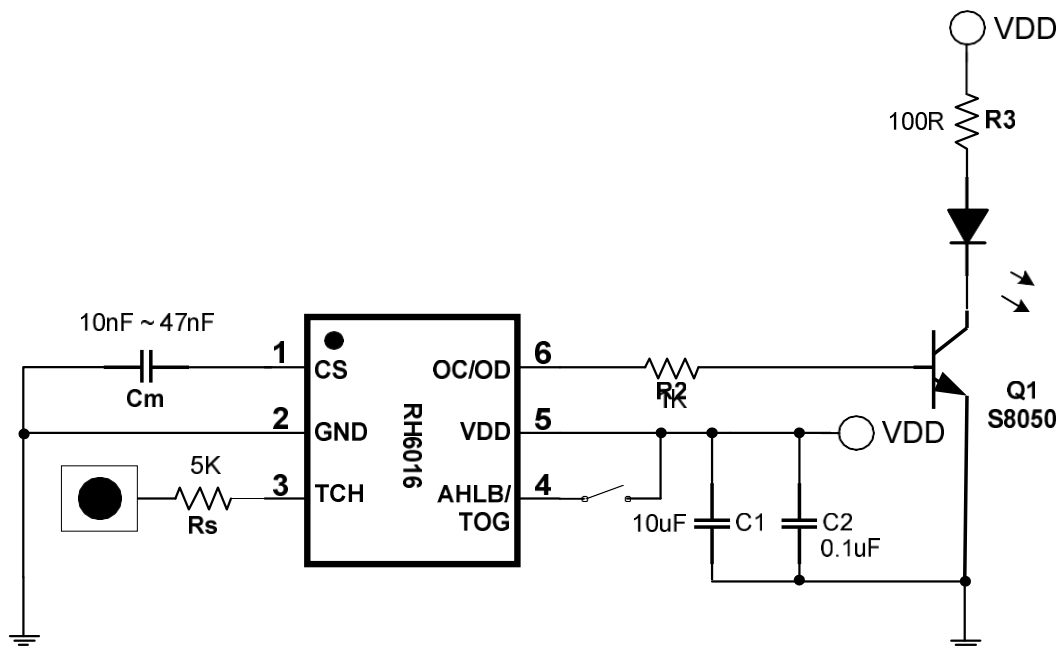 VDD
100R
R3
10nF ~ 47nF
1
6
CS
OC/OD
Cm
R2
1K
Q1
S8050
2
5
GND
VDD
VDD
RH6016
5K
3
4
TCH
AHLB/
TOG
Rs
10uF
C1
C2
0.1uF